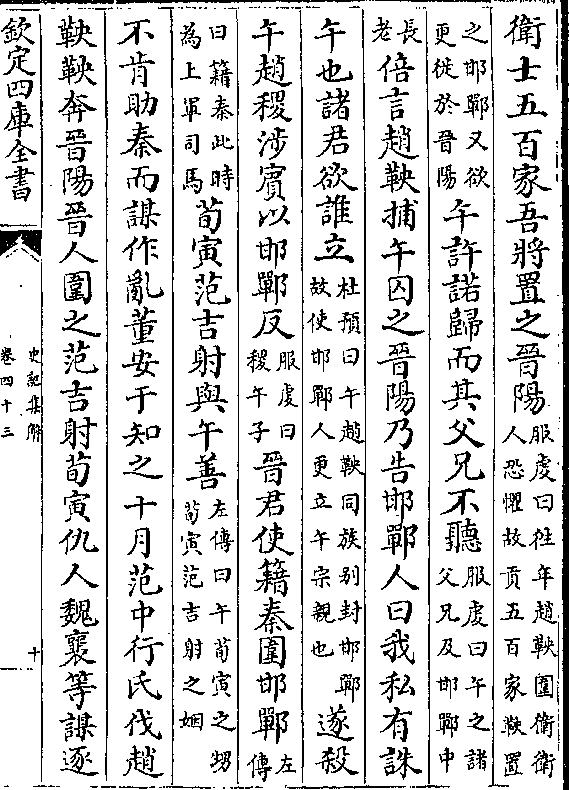 衛士五百家吾將置之晉陽服虔曰徃年趙鞅圍衞衞人恐懼故貢五百家鞅置
之邯鄲又欲更徙於晉陽午許諾歸而其父兄不聽服虔曰午之諸父兄及邯鄲中
長老倍言趙鞅捕午囚之晉陽乃告邯鄲人曰我私有誅
午也諸君欲誰立杜預曰午趙鞅同族别封邯鄲故使邯鄲人更立午宗親也遂殺
午趙稷涉賔以邯鄲反服虔曰稷午子晉君使籍秦圍邯鄲左傳
曰籍秦此時為上軍司馬荀寅范吉射與午善左傳曰午荀寅之甥荀寅范吉射之姻
不肯助秦而謀作亂董安于知之十月范中行氏伐趙
鞅鞅奔晉陽晉人圍之范吉射荀寅仇人魏襄等謀逐
欽定四庫全書
史記集解
卷四十三
十